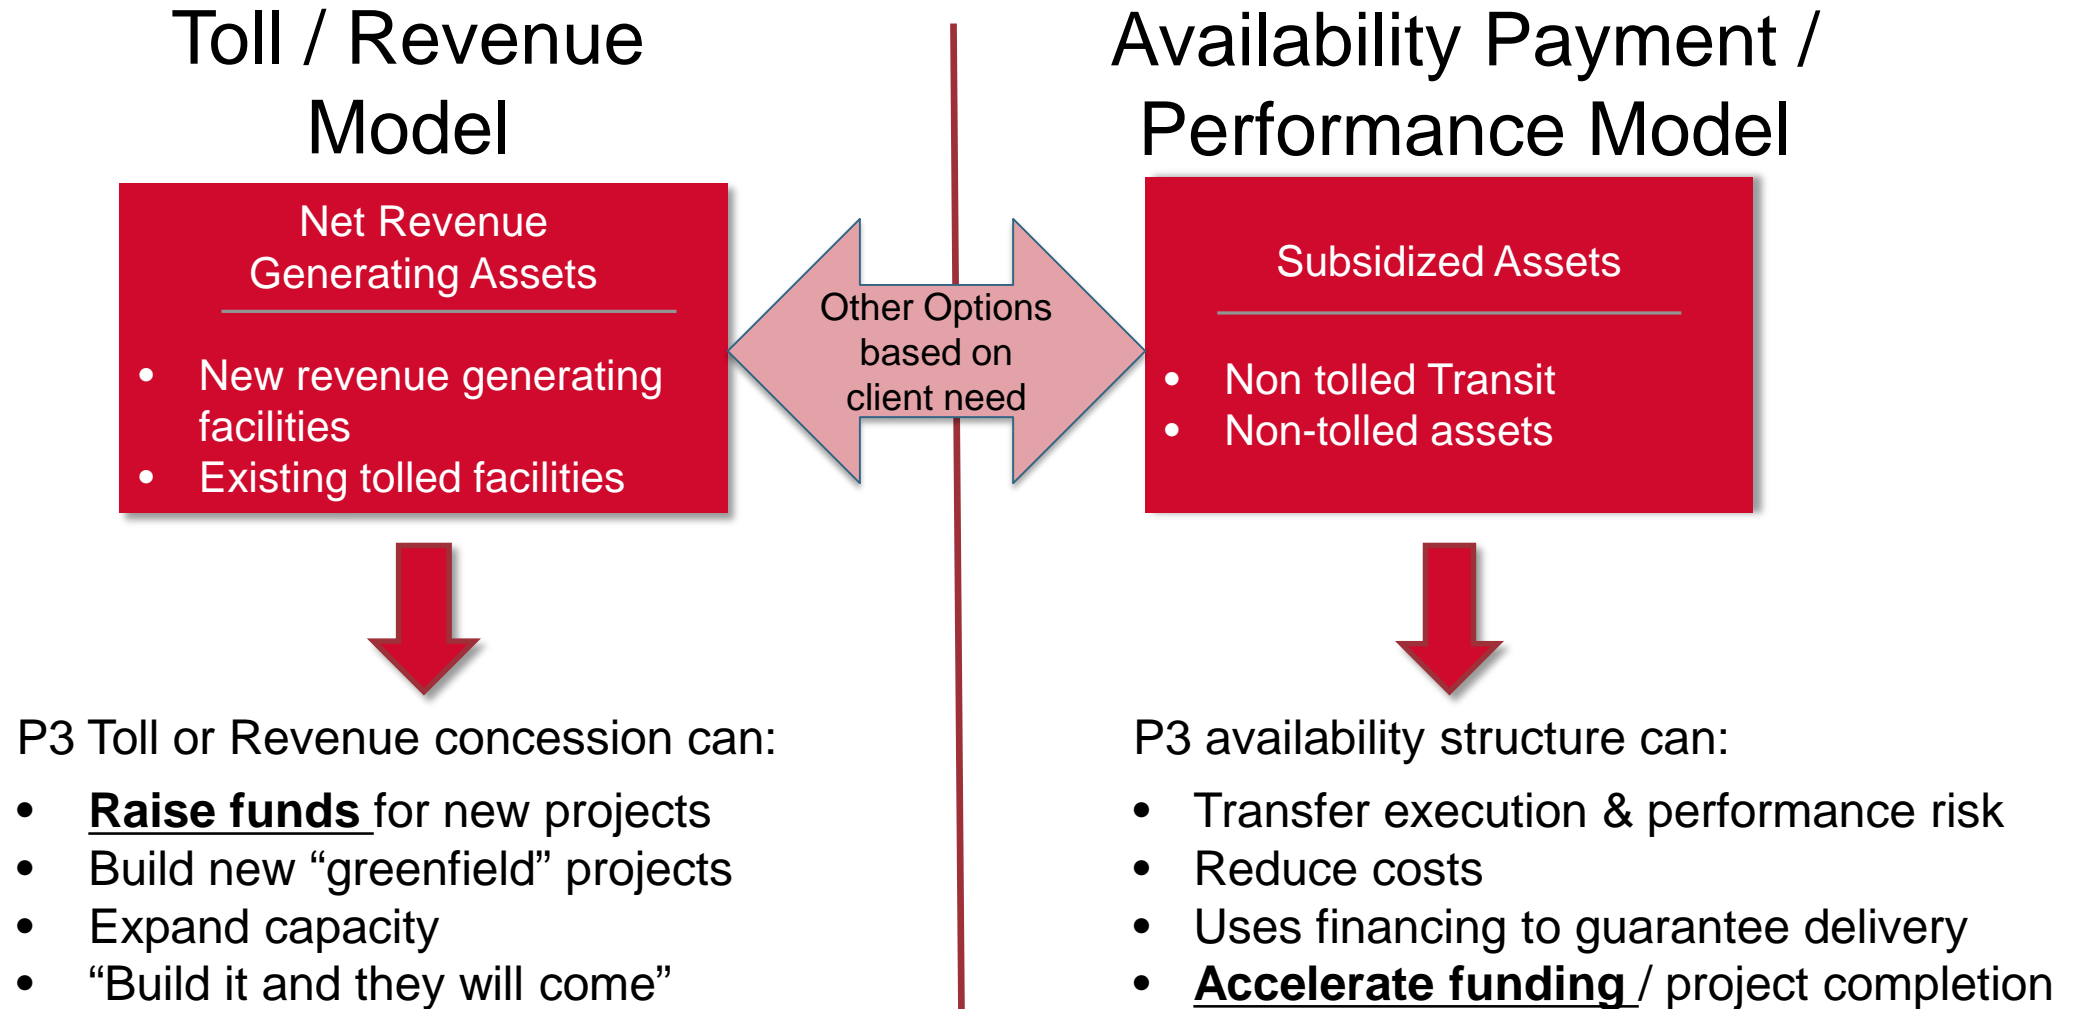 Toll / Revenue
Model
Net Revenue
Generating Assets
• New revenue generating
facilities
• Existing tolled facilities
P3 Toll or Revenue concession can:
• Raise funds for new projects
• Build new “greenfield” projects
• Expand capacity
• “Build it and they will come”
Other Options
based on
client need
Availability Payment /
Performance Model
Subsidized Assets
• Non tolled Transit
• Non-tolled assets
P3 availability structure can:
• Transfer execution & performance risk
• Reduce costs
• Uses financing to guarantee delivery
• Accelerate funding / project completion